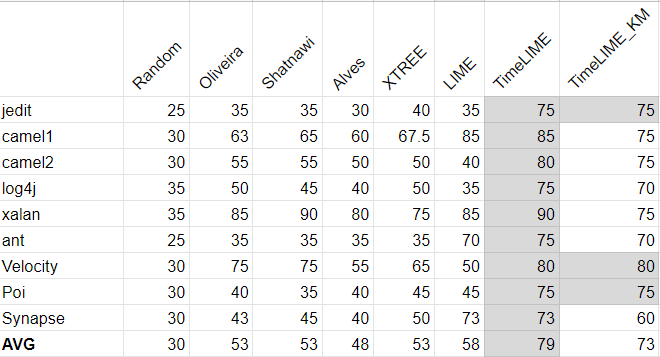 Random Oliveira Shatnawi Alves XTREE LIME TimeLIME TimeLIME_KM
jedit 25 35 35 30 40 35 75 75
camel1 30 63 65 60 67.5 85 85 75
camel2 30 55 55 50 50 40 80 75
log4j 35 50 45 40 50 35 75 70
xalan 35 85 90 80 75 85 90 75
ant 25 35 35 35 35 70 75 70
Velocity 30 75 75 55 65 50 80 80
Poi 30 40 35 40 45 45 75 75
Synapse 30 43 45 40 50 73 73 60
AVG 30 53 53 48 53 58 79 73